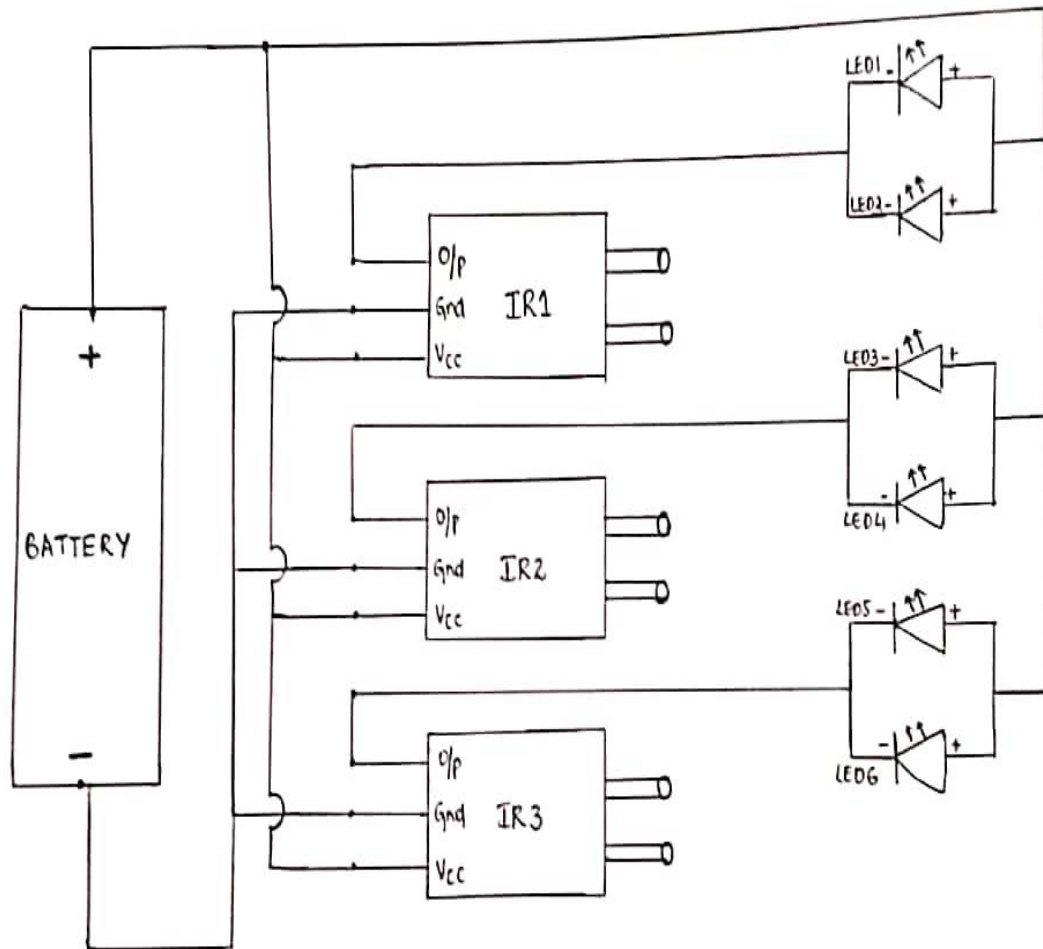 LED1 - +
LED2 - +
O/P
Gnd
Vcc
IR1
+
BATTERY
-
LED3 - +
- +
LED4
O/P
Gnd
Vcc
IR2
LED5 - +
- +
LED6
O/P
Gnd
Vcc
IR3